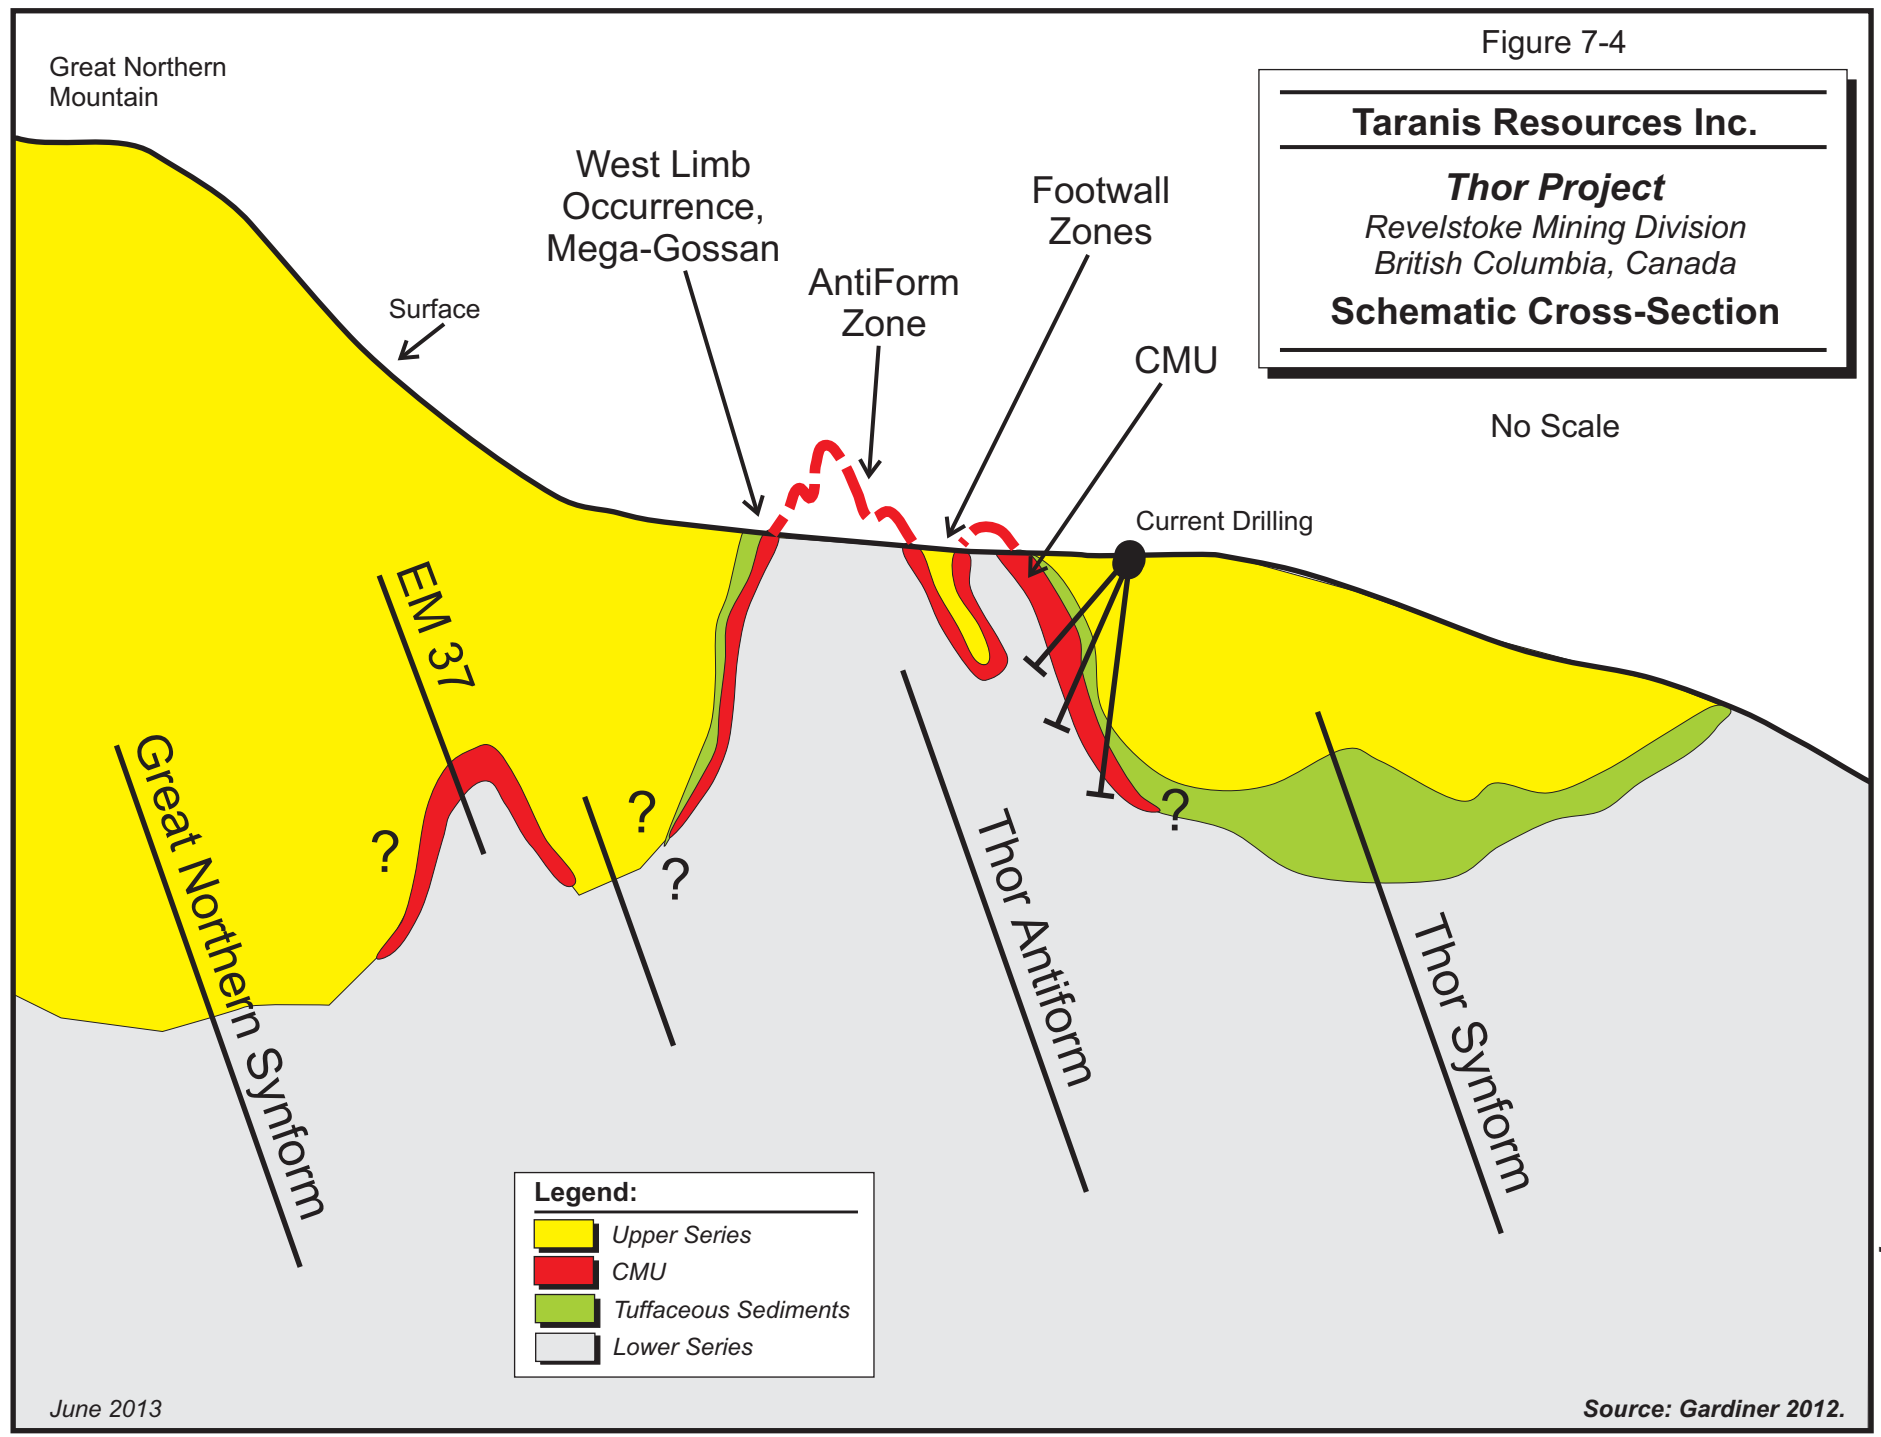 Figure 7-4
Taranis Resources Inc.
Thor Project
Revelstoke Mining Division
British Columbia, Canada
Schematic Cross-Section
No Scale
Great Northern
Mountain
Surface
West Limb
Occurrence,
Mega-Gossan
AntiForm
Zone
Footwall
Zones
CMU
Current Drilling
EM 37
Great Northern Synform
?
?
?
?
Thor Antiform
Thor Synform
Legend:
Upper Series
CMU
Tuffaceous Sediments
Lower Series
June 2013
Source: Gardiner 2012.